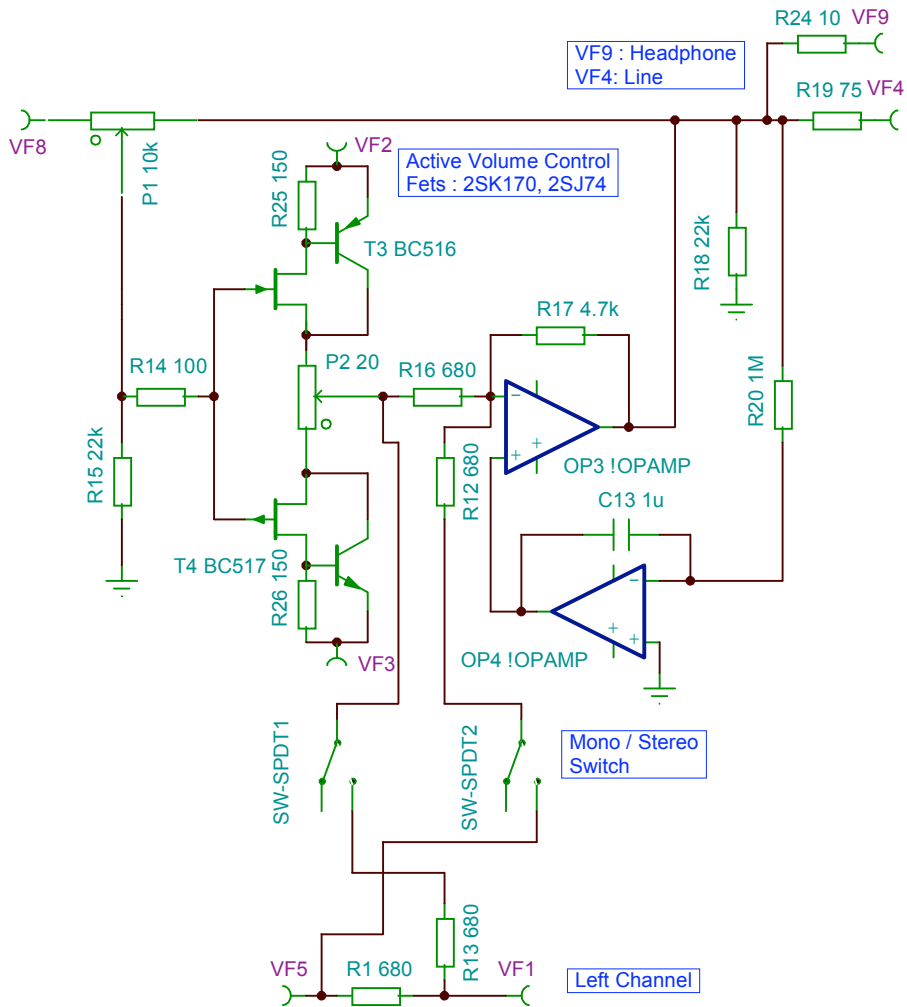 R24 10
VF9
VF9 : Headphone
VF4: Line
R19 75
VF4
VF8
P1 10k
VF2
Active Volume Control
Fets : 2SK170, 2SJ74
R25 150
T3 BC516
R18 22k
R17 4.7k
P2 20
R14 100
R16 680
R20 1M
OP3 !OPAMP
R15 22k
R12 680
C13 1u
T4 BC517
R26 150
OP4 !OPAMP
VF3
SW-SPDT1
SW-SPDT2
Mono / Stereo
Switch
R13 680
VF5
R1 680
VF1
Left Channel